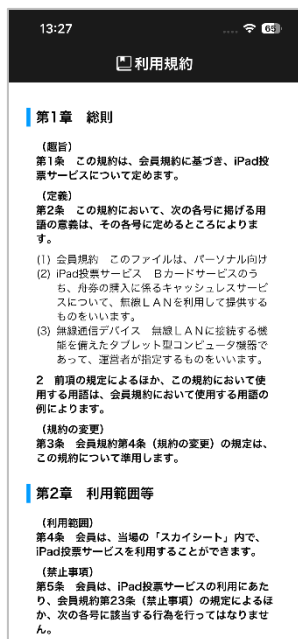 13:27
65
利用規約
第1章 総則
（趣旨）
第1条 この規約は、会員規約に基づき、iPad投
票サービスについて定めます。
（定義）
第2条 この規約において、次の各号に掲げる用
語の意義は、その各号に定めるところによりま
す。
(1) 会員規約 このファイルは、パーソナル向け
(2) iPad投票サービス Ｂカードサービスのう
ち、舟券の購入に係るキャッシュレスサービ
スについて、無線ＬＡＮを利用して提供する
ものをいいます。
(3) 無線通信デバイス 無線ＬＡＮに接続する機
能を備えたタブレット型コンピュータ機器で
あって、運営者が指定するものをいいます。
2 前項の規定によるほか、この規約において使
用する用語は、会員規約において使用する用語の
例によります。
（規約の変更）
第3条 会員規約第4条（規約の変更）の規定は、
この規約について準用します。
第2章 利用範囲等
（利用範囲）
第4条 会員は、当場の「スカイシート」内で、
iPad投票サービスを利用することができます。
（禁止事項）
第5条 会員は、iPad投票サービスの利用にあた
り、会員規約第23条（禁止事項）の規定によるほ
か、次の各号に該当する行為を行ってはなりませ
ん。